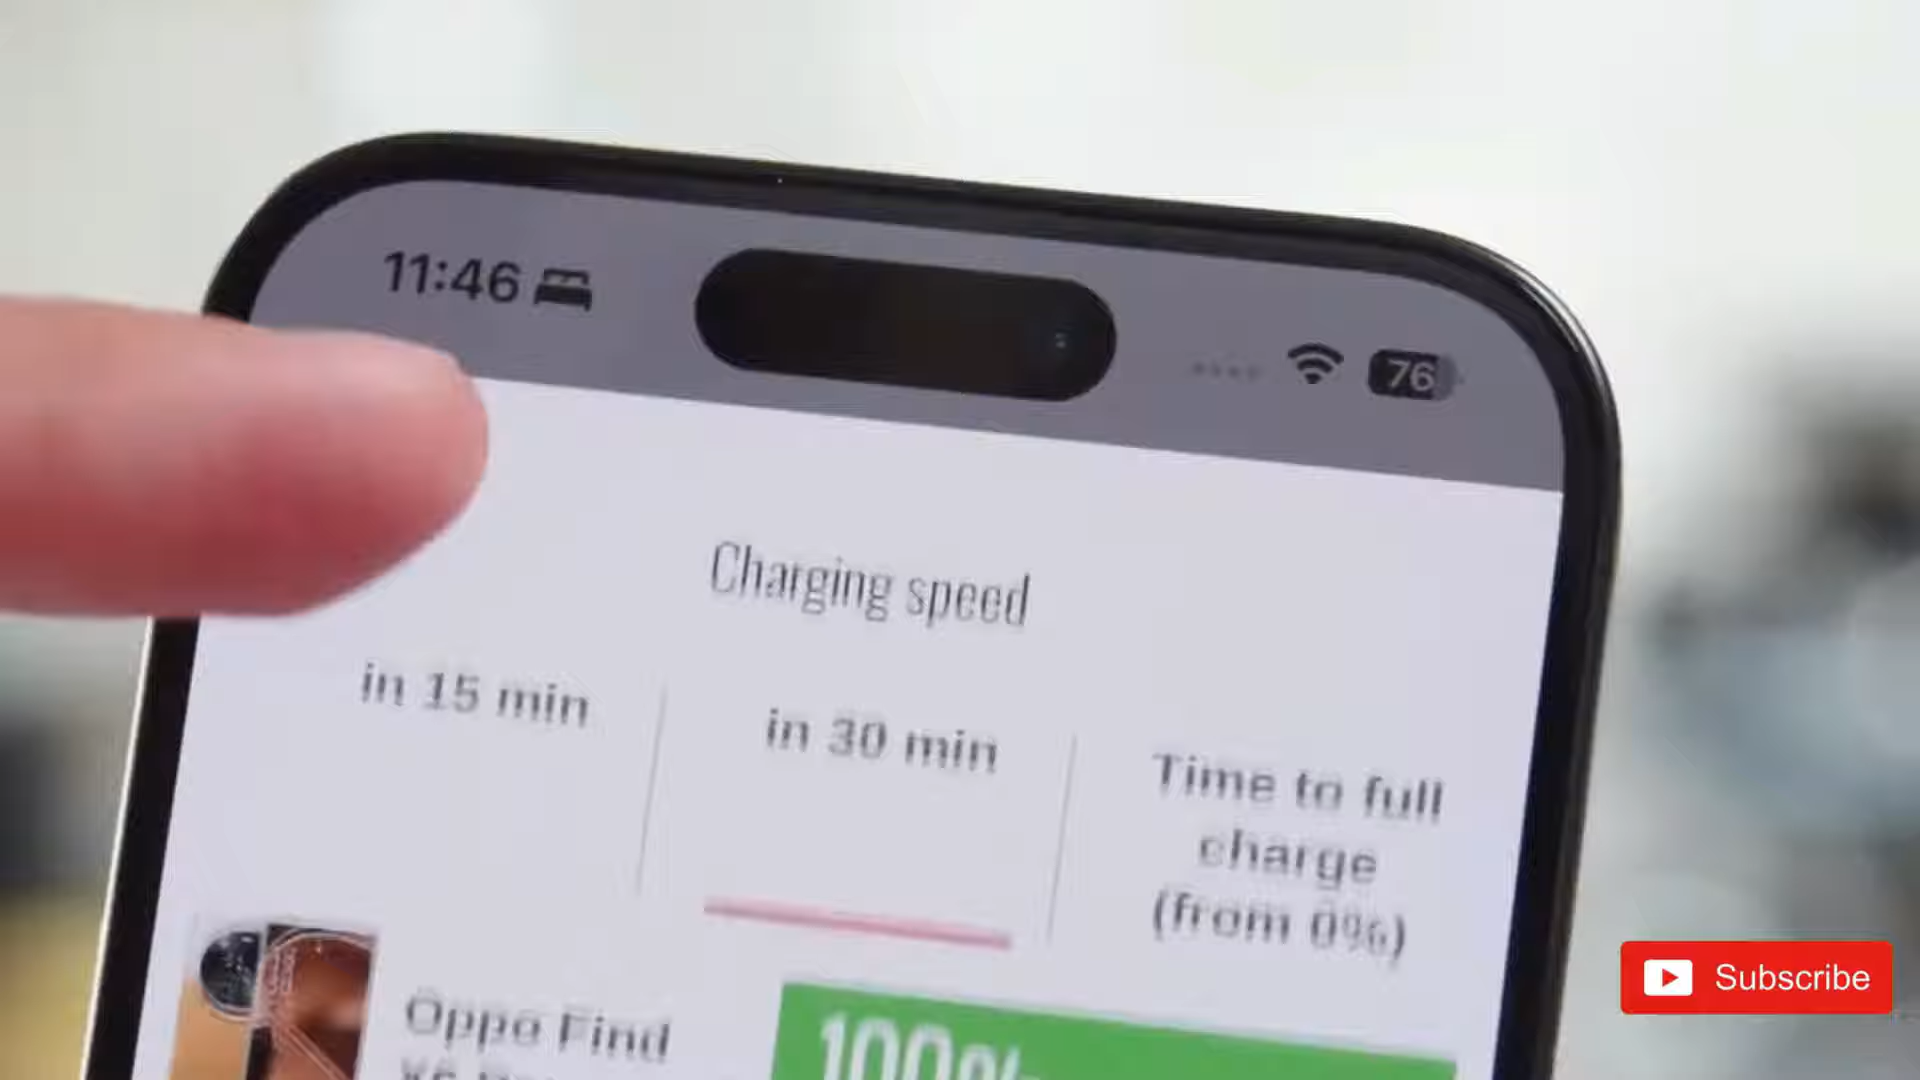 11:46
76
Charging speed
in 15 min
in 30 min
Time to full
charge
(from 0%)
Oppo Find
100%
Subscribe